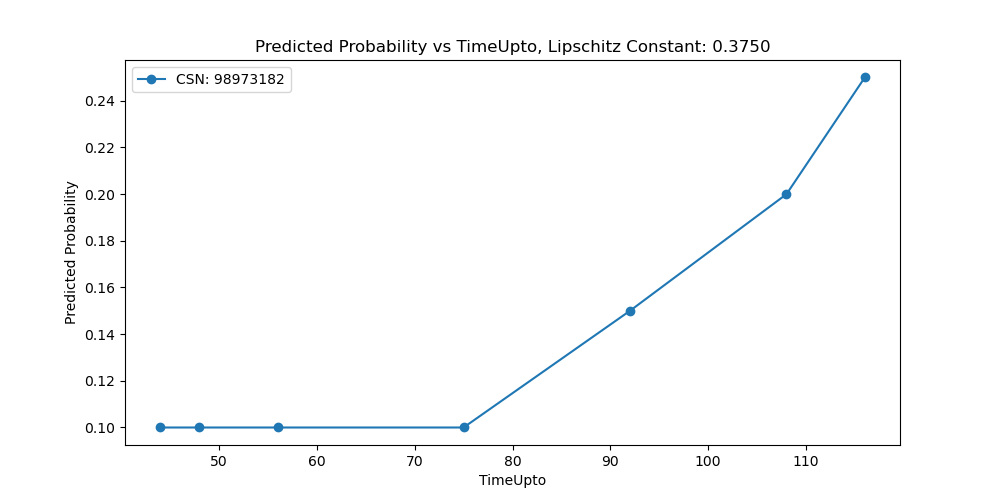 Predicted Probability vs TimeUpto, Lipschitz Constant: 0.3750
CSN: 98973182
Predicted Probability
0.24
0.22
0.20
0.18
0.16
0.14
0.12
0.10
50 60 70 80 90 100 110
TimeUpto